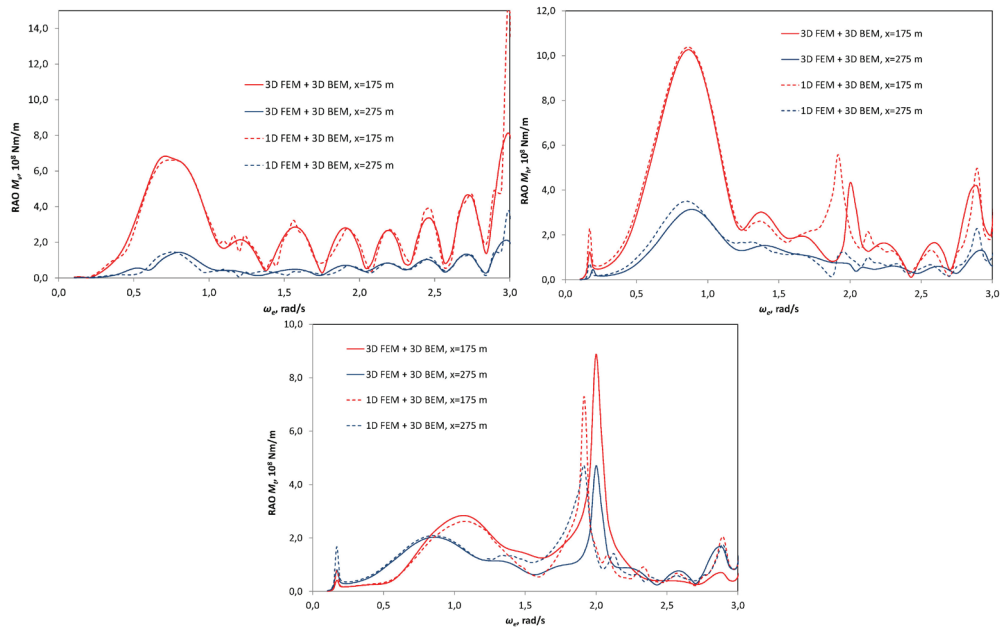 14,0
12,0
10,0
8,0
6,0
4,0
2,0
0,0
RAO Mv, 10⁸ Nm/m
3D FEM + 3D BEM, x=175 m
3D FEM + 3D BEM, x=275 m
1D FEM + 3D BEM, x=175 m
1D FEM + 3D BEM, x=275 m
0,0 0,5 1,0 1,5 2,0 2,5 3,0
ωe, rad/s
12,0
10,0
8,0
6,0
4,0
2,0
0,0
RAO Mh, 10⁸ Nm/m
3D FEM + 3D BEM, x=175 m
3D FEM + 3D BEM, x=275 m
1D FEM + 3D BEM, x=175 m
1D FEM + 3D BEM, x=275 m
0,0 0,5 1,0 1,5 2,0 2,5 3,0
ωe, rad/s
10,0
8,0
6,0
4,0
2,0
0,0
RAO Mt, 10⁸ Nm/m
3D FEM + 3D BEM, x=175 m
3D FEM + 3D BEM, x=275 m
1D FEM + 3D BEM, x=175 m
1D FEM + 3D BEM, x=275 m
0,0 0,5 1,0 1,5 2,0 2,5 3,0
ωe, rad/s